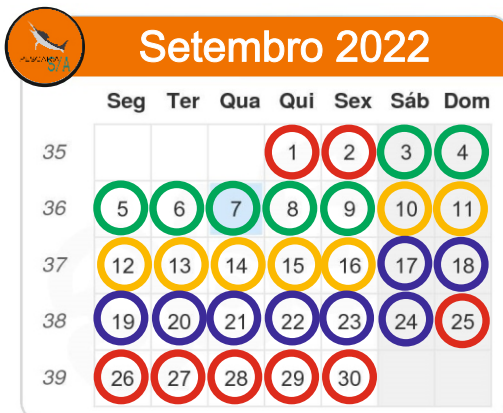 PESCARIA
S/A
Setembro 2022
Seg Ter Qua Qui Sex Sáb Dom
35 1 2 3 4
36 5 6 7 8 9 10 11
37 12 13 14 15 16 17 18
38 19 20 21 22 23 24 25
39 26 27 28 29 30